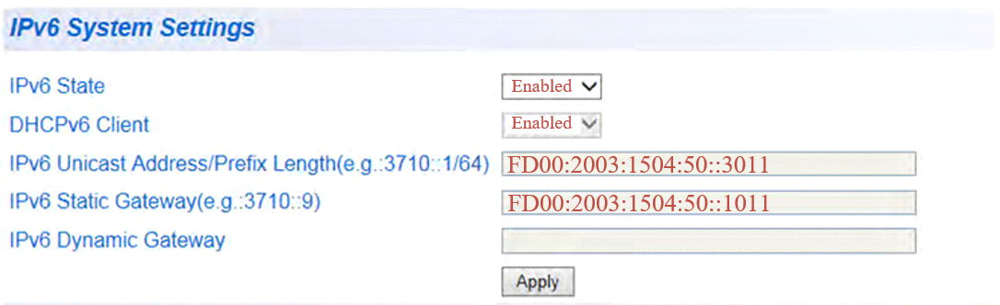 IPv6 System Settings
IPv6 State Enabled
DHCPv6 Client Enabled
IPv6 Unicast Address/Prefix Length(e.g.:3710::1/64) FD00:2003:1504:50::3011
IPv6 Static Gateway(e.g.:3710::9) FD00:2003:1504:50::1011
IPv6 Dynamic Gateway
Apply